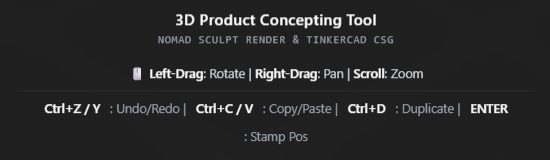 3D Product Concepting Tool
NOMAD SCULPT RENDER & TINKERCAD CSG
Left-Drag: Rotate | Right-Drag: Pan | Scroll: Zoom
Ctrl+Z / Y : Undo/Redo | Ctrl+C / V : Copy/Paste | Ctrl+D : Duplicate | ENTER
: Stamp Pos